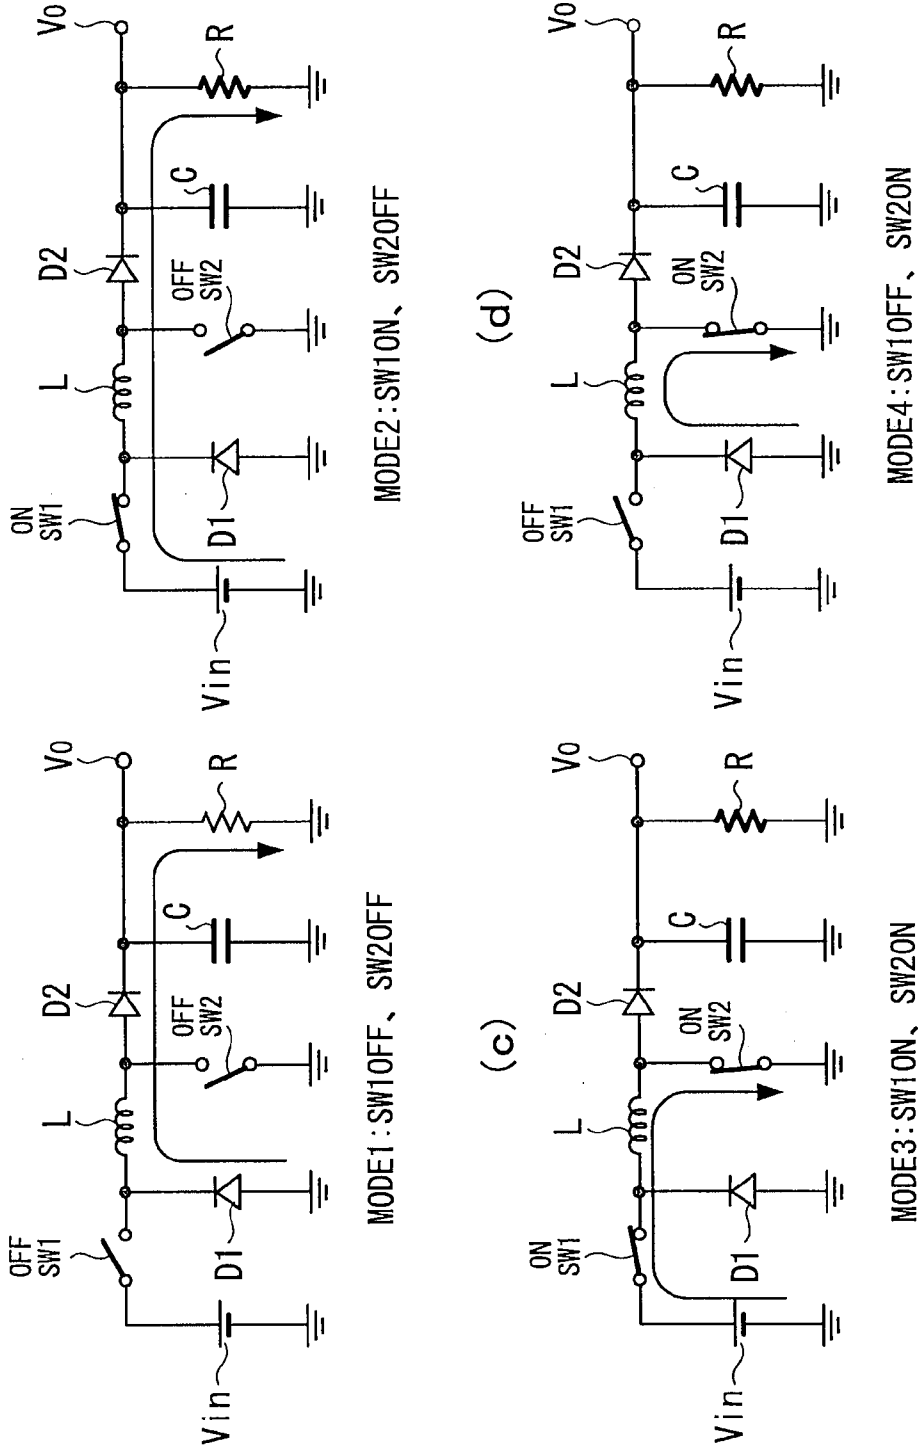 OFF
SW1
L
D2
Vo
OFF
SW2
C
R
D1
Vin
MODE1:SW1OFF、SW2OFF
ON
SW1
L
D2
Vo
OFF
SW2
C
R
D1
Vin
MODE2:SW1ON、SW2OFF
(c)
ON
SW1
L
D2
Vo
ON
SW2
C
R
D1
Vin
MODE3:SW1ON、SW2ON
(d)
OFF
SW1
L
D2
Vo
ON
SW2
C
R
D1
Vin
MODE4:SW1OFF、SW2ON